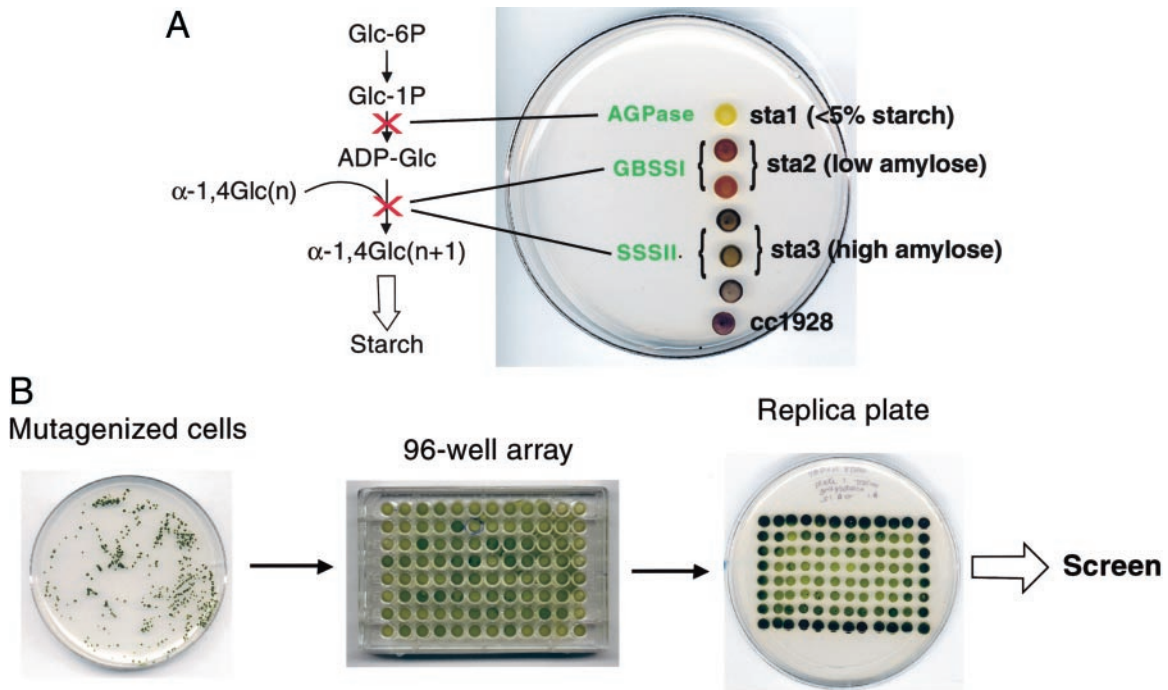 A
Glc-6P
Glc-1P
ADP-Glc
α-1,4Glc(n)
α-1,4Glc(n+1)
Starch
AGPase
sta1 (<5% starch)
GBSSI
sta2 (low amylose)
SSSII.
sta3 (high amylose)
cc1928
B
Mutagenized cells
96-well array
Replica plate
Screen